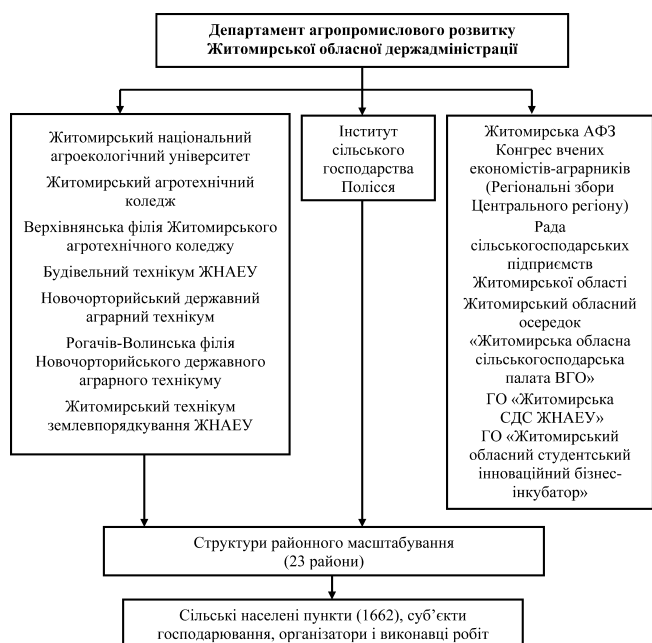 Департамент агропромислового розвитку
Житомирської обласної держадміністрації
Житомирський національний
агроекологічний університет
Житомирський агротехнічний
коледж
Верхівнянська філія Житомирського
агротехнічного коледжу
Будівельний технікум ЖНАЕУ
Новочорторийський державний
аграрний технікум
Рогачів-Волинська філія
Новочорторийського державного
аграрного технікуму
Житомирський технікум
землевпорядкування ЖНАЕУ
Інститут
сільського
господарства
Полісся
Житомирська АФЗ
Конгрес вчених
економістів-аграрників
(Регіональні збори
Центрального регіону)
Рада
сільськогосподарських
підприємств
Житомирської області
Житомирський обласний
осередок
«Житомирська обласна
сільськогосподарська
палата ВГО»
ГО «Житомирська
СДС ЖНАЕУ»
ГО «Житомирський
обласний студентський
інноваційний бізнес-
інкубатор»
Структури районного масштабування
(23 райони)
Сільські населені пункти (1662), суб’єкти
господарювання, організатори і виконавці робіт